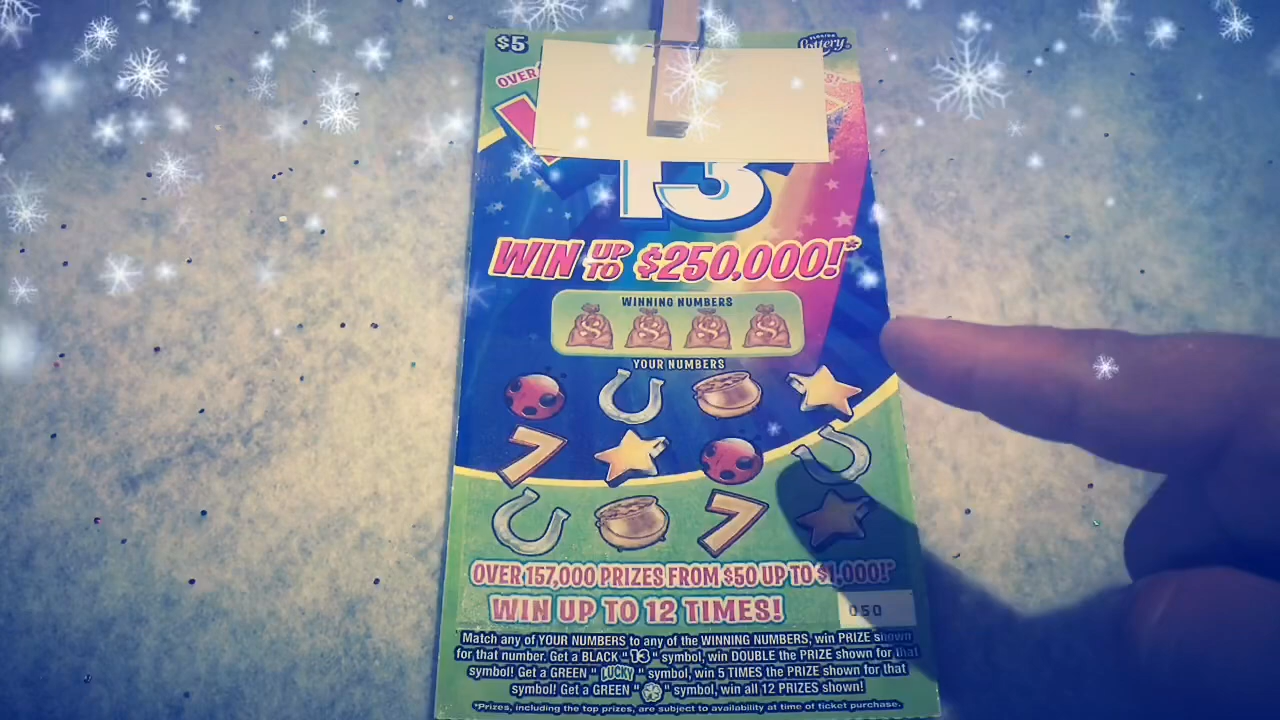 $5
FLORIDA
Lottery
OVER
13
WIN UP TO $250,000!*
WINNING NUMBERS
YOUR NUMBERS
OVER 157,000 PRIZES FROM $50 UP TO $1,000!*
WIN UP TO 12 TIMES!
050
Match any of YOUR NUMBERS to any of the WINNING NUMBERS, win PRIZE shown
for that number. Get a BLACK "13" symbol, win DOUBLE the PRIZE shown for that
symbol! Get a GREEN "LUCKY" symbol, win 5 TIMES the PRIZE shown for that
symbol! Get a GREEN " " symbol, win all 12 PRIZES shown!
*Prizes, including the top prizes, are subject to availability at time of ticket purchase.